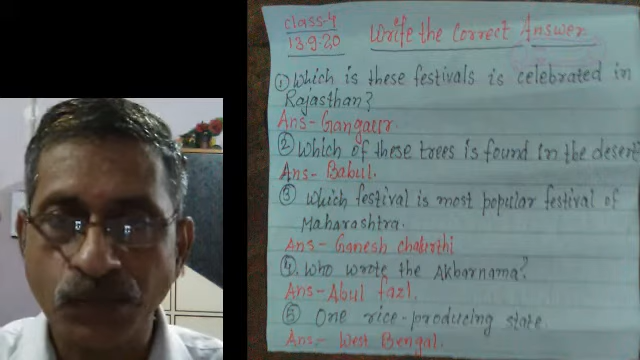 class-4
13.9.20
Write the Correct Answer
① Which is these festivals is celebrated in
Rajasthan?
Ans- Gangaur.
② Which of these trees is found in the desert?
Ans- Babul.
③ Which festival is most popular festival of
Maharashtra.
Ans- Ganesh chaturthi
④. Who wrote the Akbarnama?
Ans- Abul fazl.
⑤ One rice-producing state.
Ans:- West Bengal.